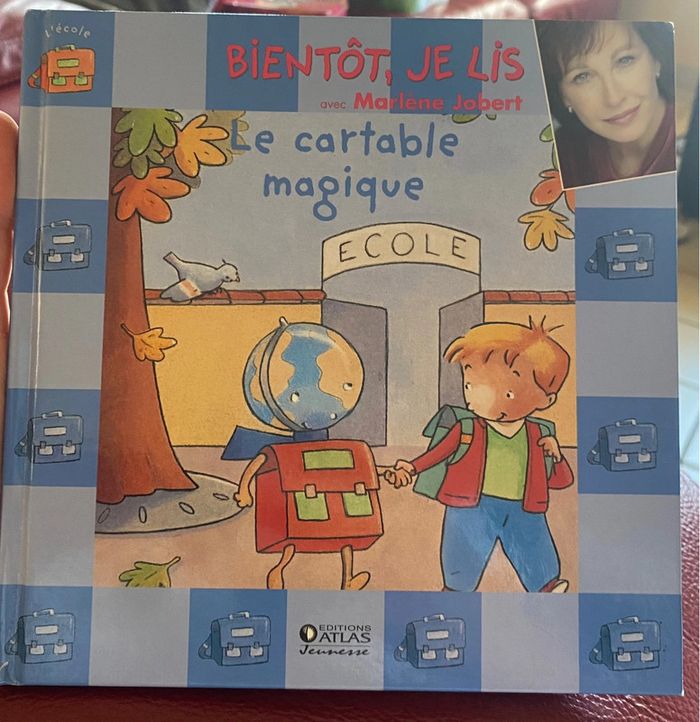 L'école
BIENTÔT, JE LIS
avec Marlène Jobert
Le cartable
magique
ECOLE
EDITIONS
ATLAS
Jeunesse